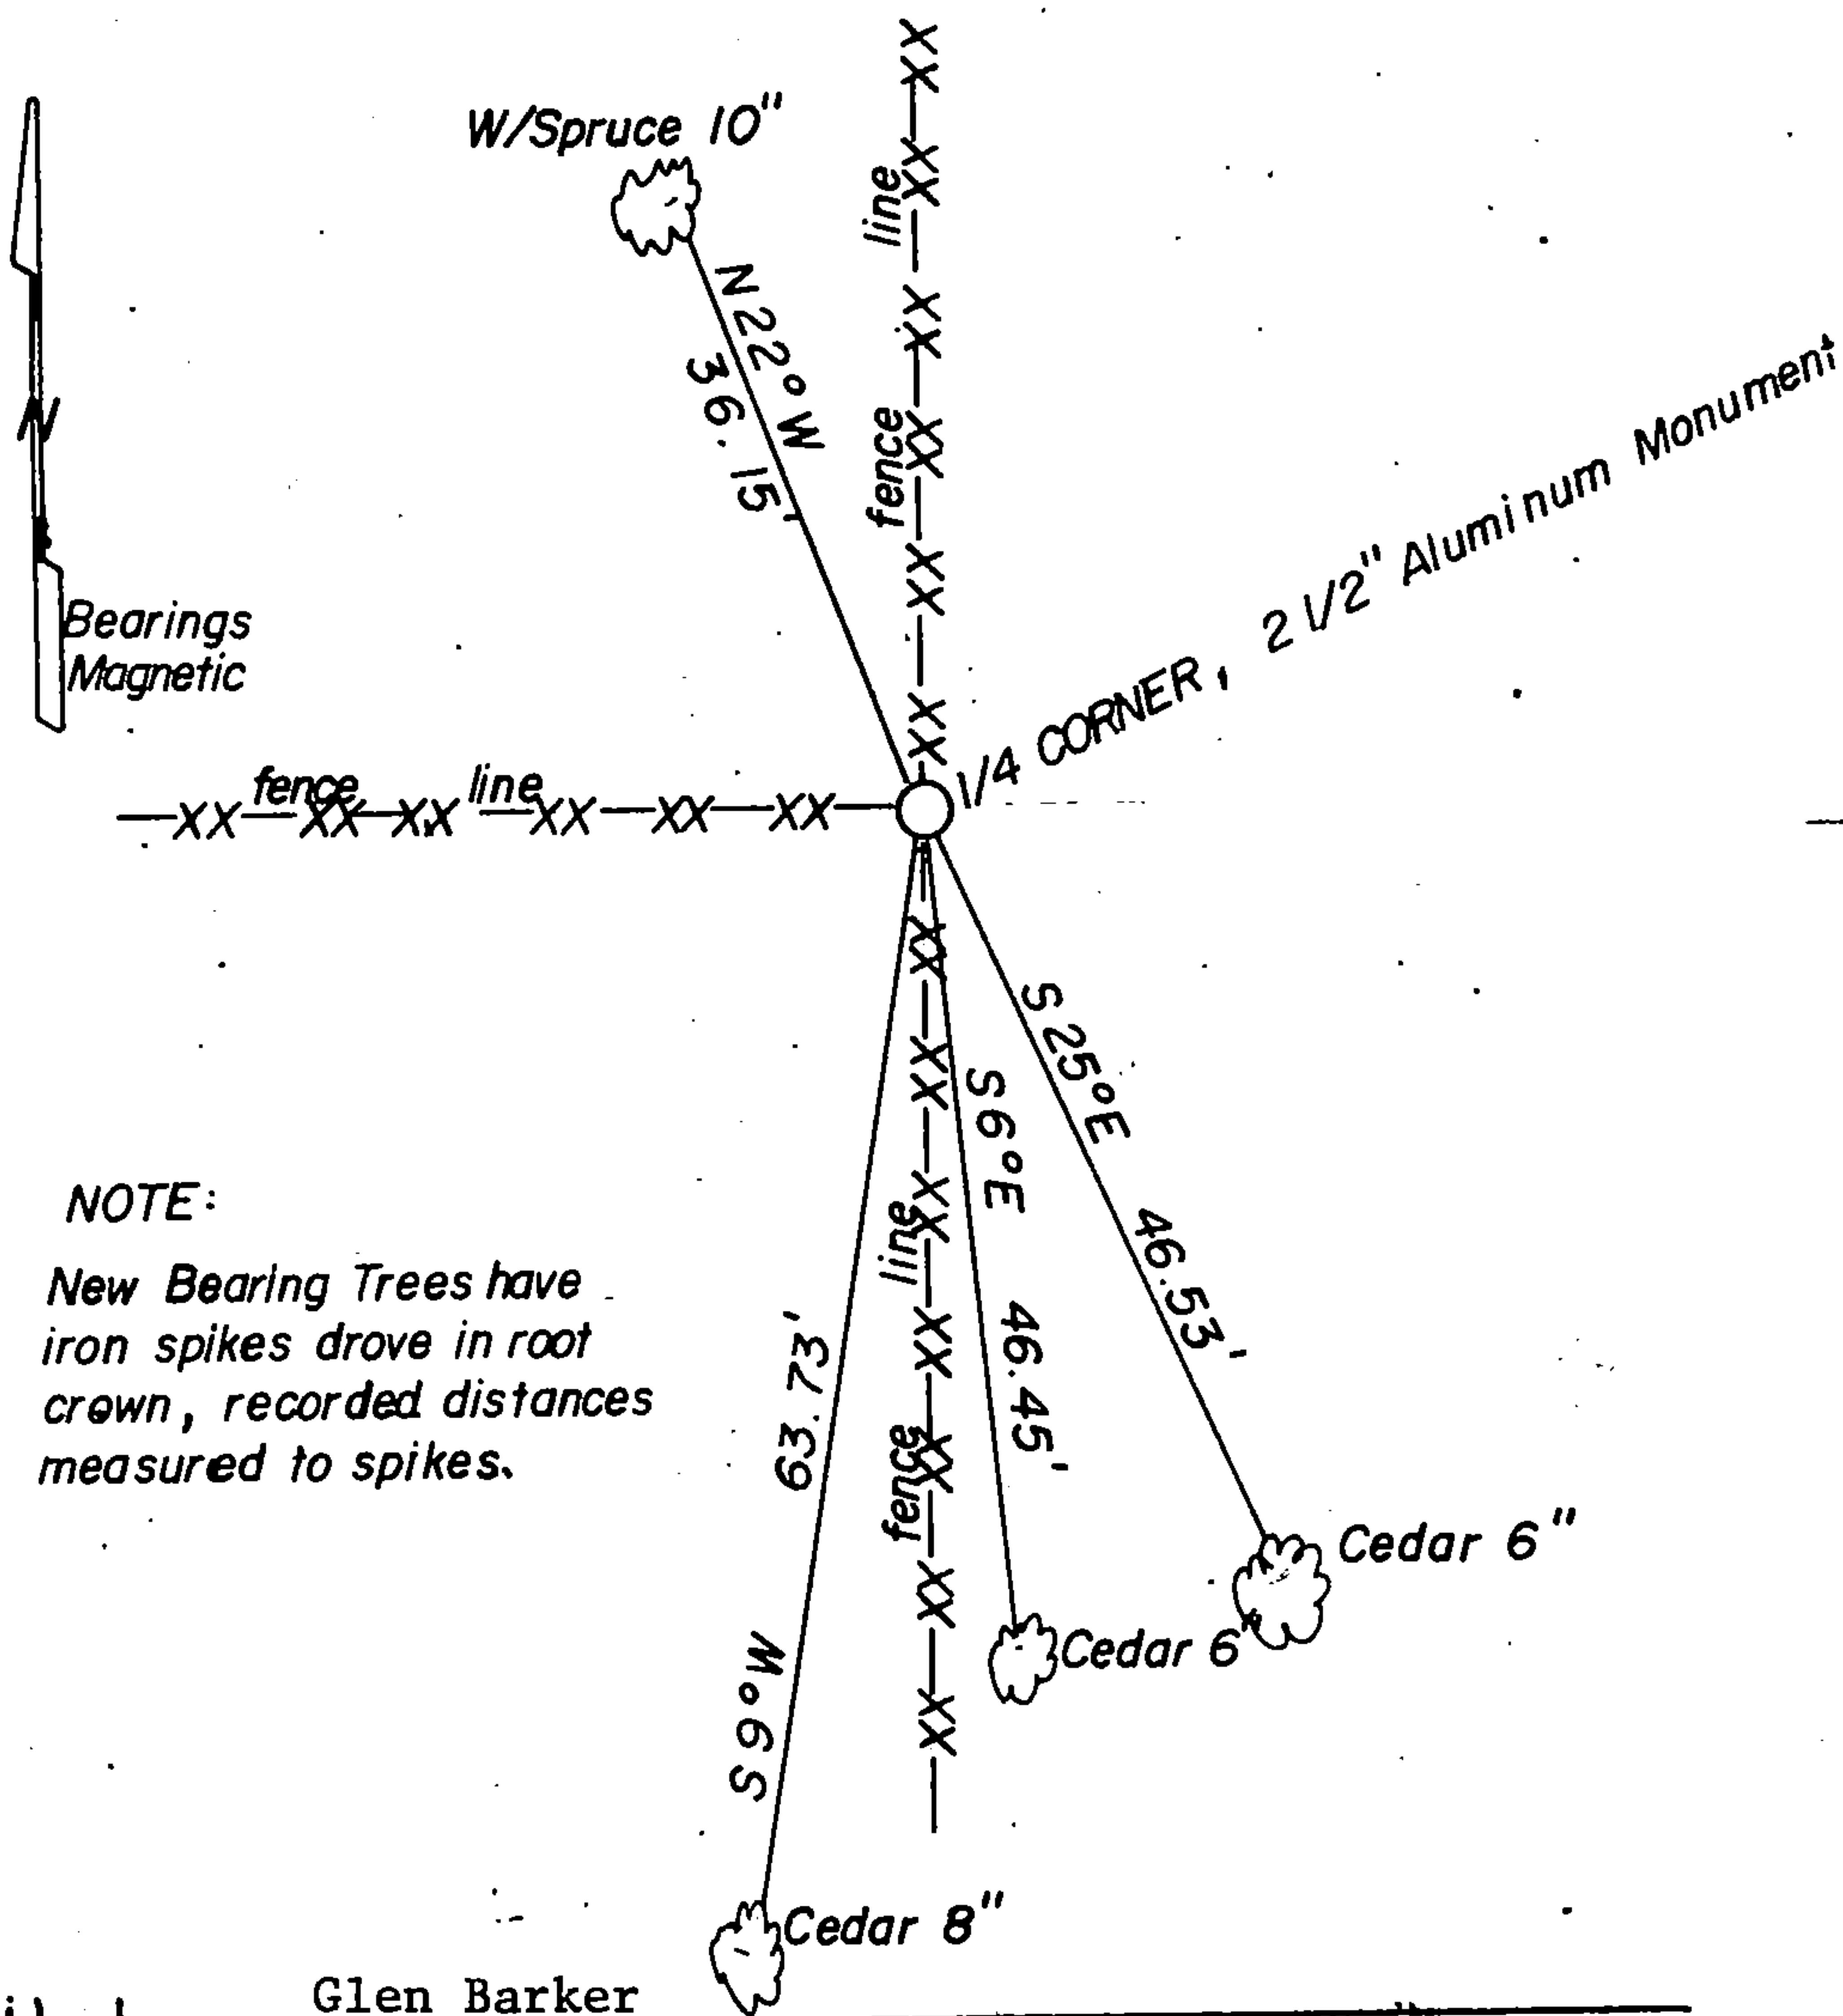 W/Spruce 10"
line
N22°W
36.15'
fence
N
2 1/2" Aluminum Monument
Bearings
Magnetic
1/4 CORNER,
fence line
S25°E
S6°E
NOTE:
New Bearing Trees have
iron spikes drove in root
crown, recorded distances
measured to spikes.
line
46.53'
46.45'
63.73'
fence
Cedar 6"
Cedar 6"
S9°W
Cedar 8"
Glen Barker